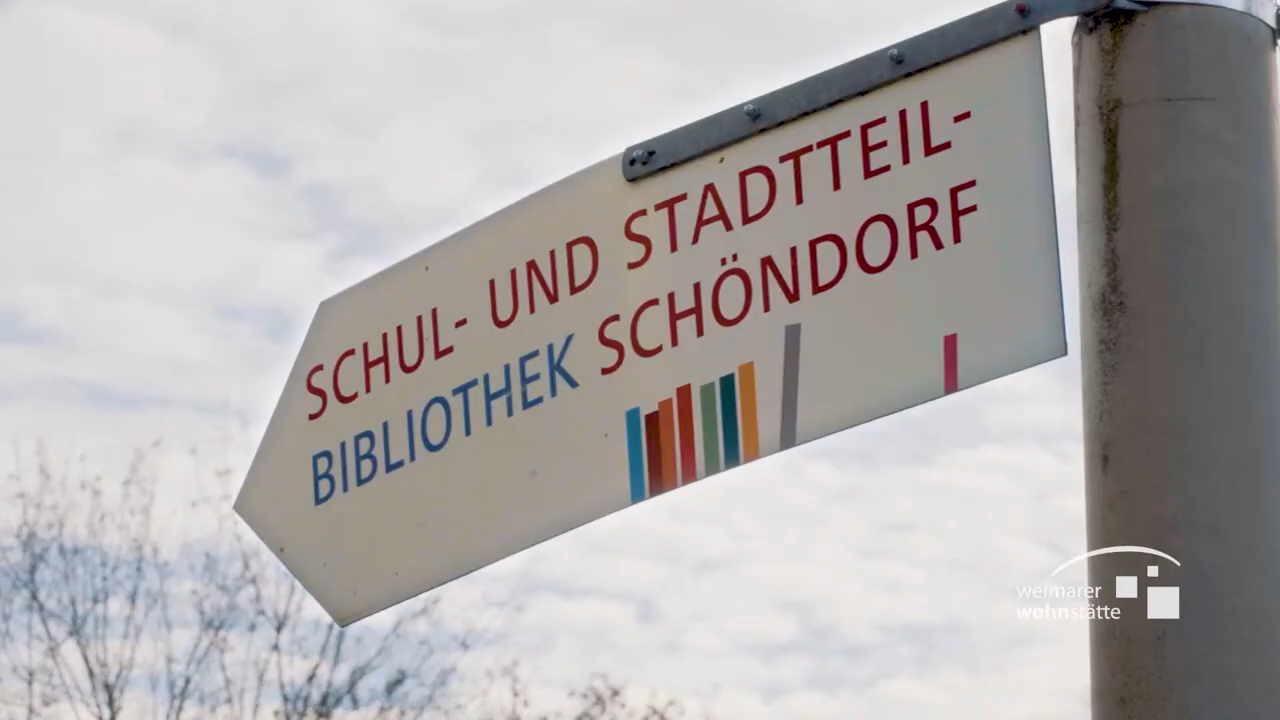 SCHUL- UND STADTTEIL-
BIBLIOTHEK SCHÖNDORF
weimarer
wohnstätte